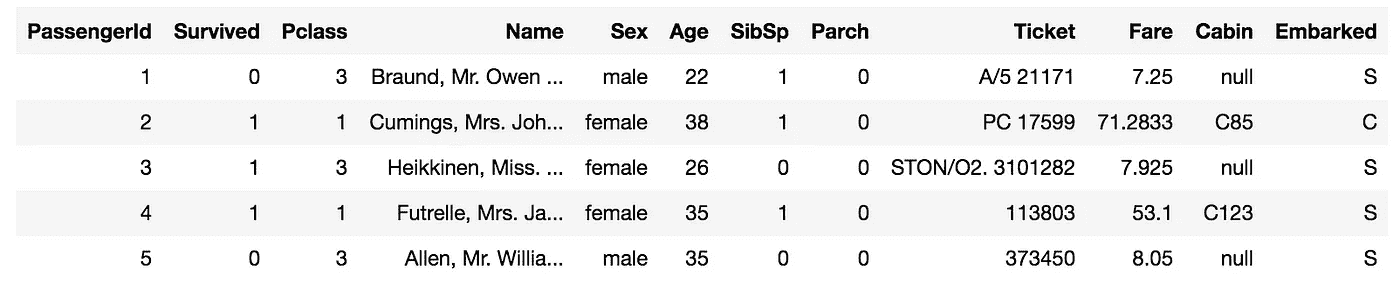 PassengerId Survived Pclass Name Sex Age SibSp Parch Ticket Fare Cabin Embarked
1 0 3 Braund, Mr. Owen ... male 22 1 0 A/5 21171 7.25 null S
2 1 1 Cumings, Mrs. Joh... female 38 1 0 PC 17599 71.2833 C85 C
3 1 3 Heikkinen, Miss. ... female 26 0 0 STON/O2. 3101282 7.925 null S
4 1 1 Futrelle, Mrs. Ja... female 35 1 0 113803 53.1 C123 S
5 0 3 Allen, Mr. Willia... male 35 0 0 373450 8.05 null S